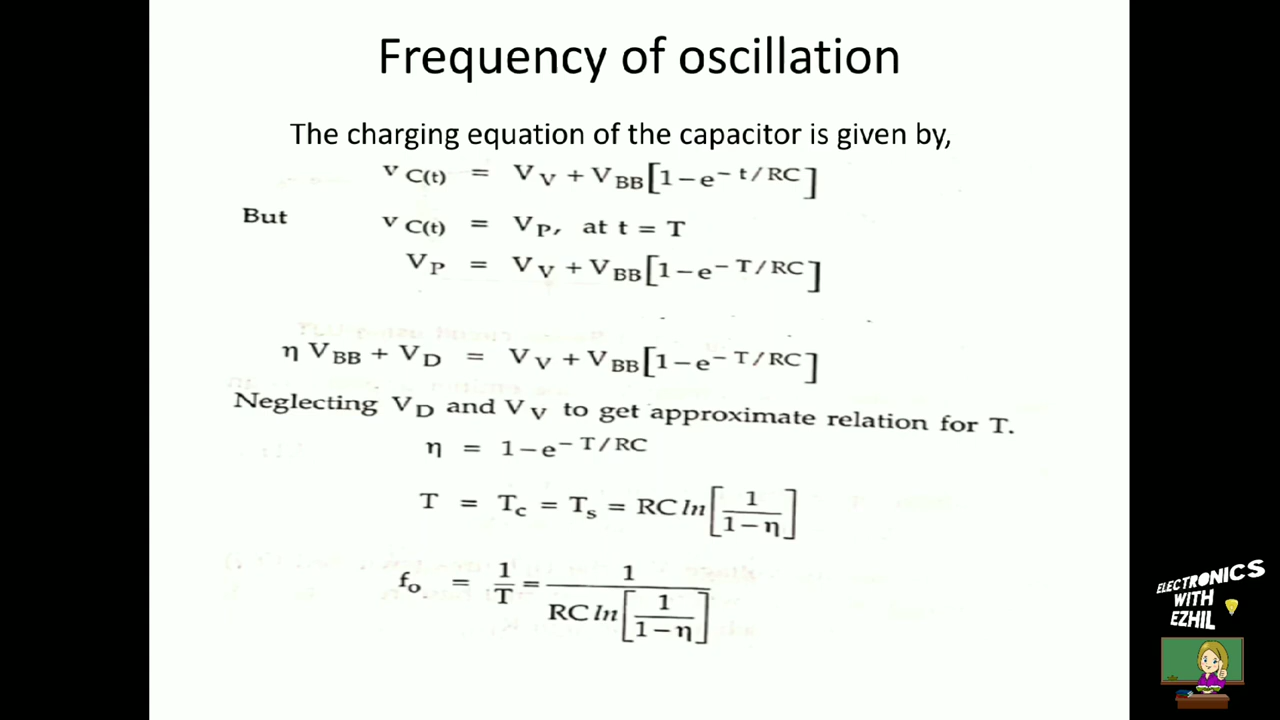 Frequency of oscillation
The charging equation of the capacitor is given by,
v C(t) = V V + V BB [1 – e – t / RC]
But v C(t) = V P, at t = T
V P = V V + V BB [1 – e – T / RC]
η V BB + V D = V V + V BB [1 – e – T / RC]
Neglecting V D and V V to get approximate relation for T.
η = 1 – e – T / RC
T = T c = T s = RC ln [1 / 1 – η]
f o = 1 / T = 1 / RC ln [1 / 1 – η]
ELECTRONICS
WITH
EZHIL